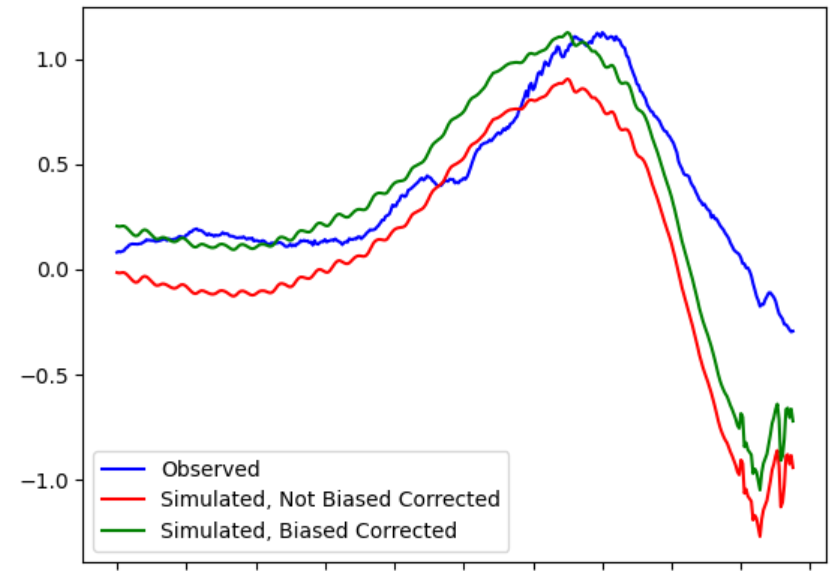 1.0
0.5
0.0
−0.5
−1.0
Observed
Simulated, Not Biased Corrected
Simulated, Biased Corrected